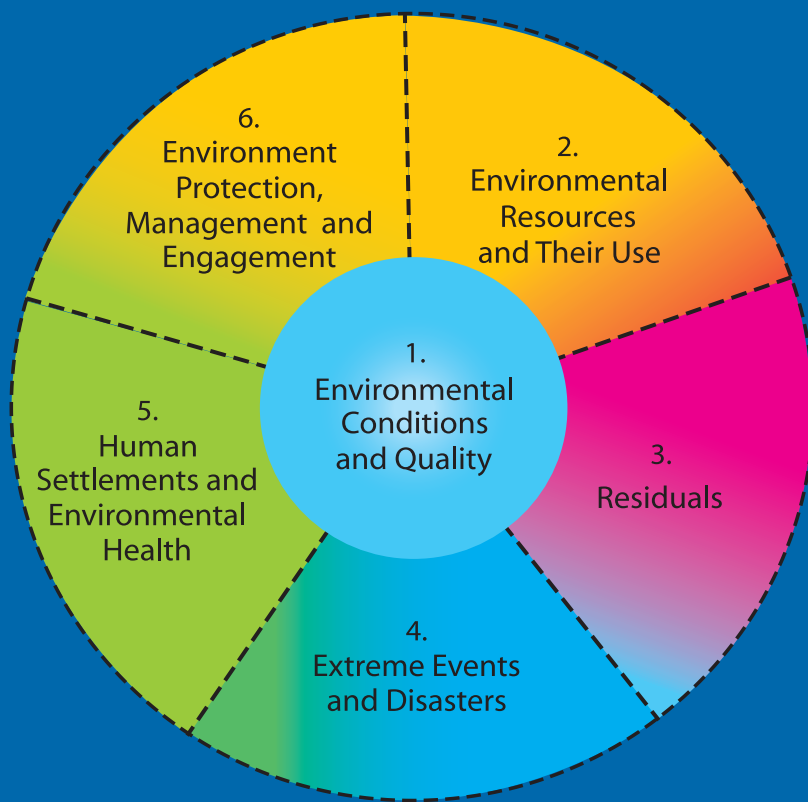 1.
Environmental
Conditions
and Quality
2.
Environmental
Resources
and Their Use
3.
Residuals
4.
Extreme Events
and Disasters
5.
Human
Settlements and
Environmental
Health
6.
Environment
Protection,
Management and
Engagement